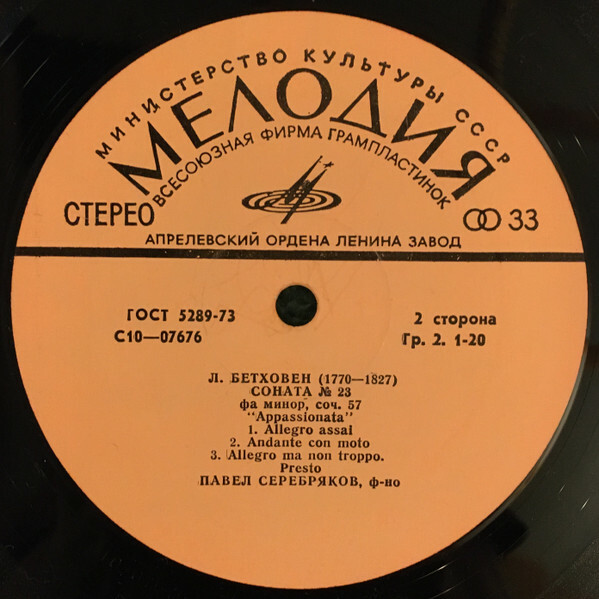 МИНИСТЕРСТВО КУЛЬТУРЫ СССР
МЕЛОДИЯ
ВСЕСОЮЗНАЯ ФИРМА ГРАМПЛАСТИНОК
СТЕРЕО
33
АПРЕЛЕВСКИЙ ОРДЕНА ЛЕНИНА ЗАВОД
ГОСТ 5289-73
2 сторона
С10—07676
Гр. 2. 1-20
Л. БЕТХОВЕН (1770—1827)
СОНАТА № 23
фа минор, соч. 57
"Appassionata"
1. Allegro assai
2. Andante con moto
3. Allegro ma non troppo.
Presto
ПАВЕЛ СЕРЕБРЯКОВ, ф-но